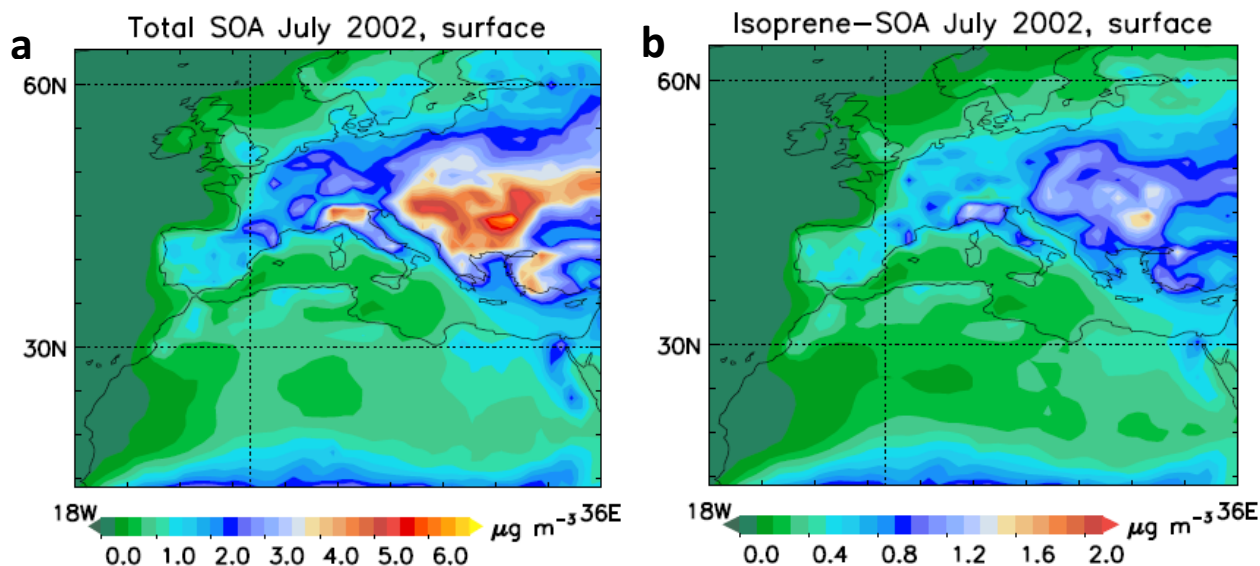 a
Total SOA July 2002, surface
60N
30N
18W
36E
0.0 1.0 2.0 3.0 4.0 5.0 6.0
μg m⁻³
b
Isoprene–SOA July 2002, surface
60N
30N
18W
36E
0.0 0.4 0.8 1.2 1.6 2.0
μg m⁻³